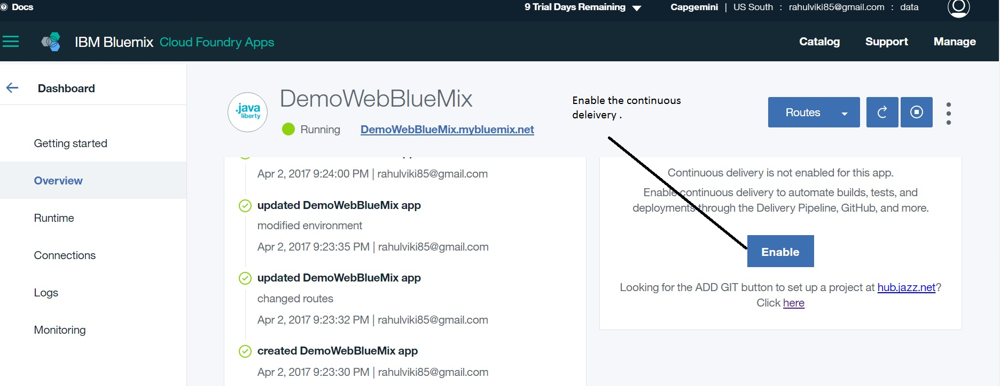 Docs
9 Trial Days Remaining
Capgemini | US South : rahulviki85@gmail.com : data
IBM Bluemix Cloud Foundry Apps
Catalog Support Manage
Dashboard
Getting started
Overview
Runtime
Connections
Logs
Monitoring
.java
liberty
DemoWebBlueMix
Running DemoWebBlueMix.mybluemix.net
Enable the continuous
deleivery .
Routes
Apr 2, 2017 9:24:00 PM | rahulviki85@gmail.com
updated DemoWebBlueMix app
modified environment
Apr 2, 2017 9:23:35 PM | rahulviki85@gmail.com
updated DemoWebBlueMix app
changed routes
Apr 2, 2017 9:23:32 PM | rahulviki85@gmail.com
created DemoWebBlueMix app
Apr 2, 2017 9:23:30 PM | rahulviki85@gmail.com
Continuous delivery is not enabled for this app.
Enable continuous delivery to automate builds, tests, and
deployments through the Delivery Pipeline, GitHub, and more.
Enable
Looking for the ADD GIT button to set up a project at hub.jazz.net?
Click here